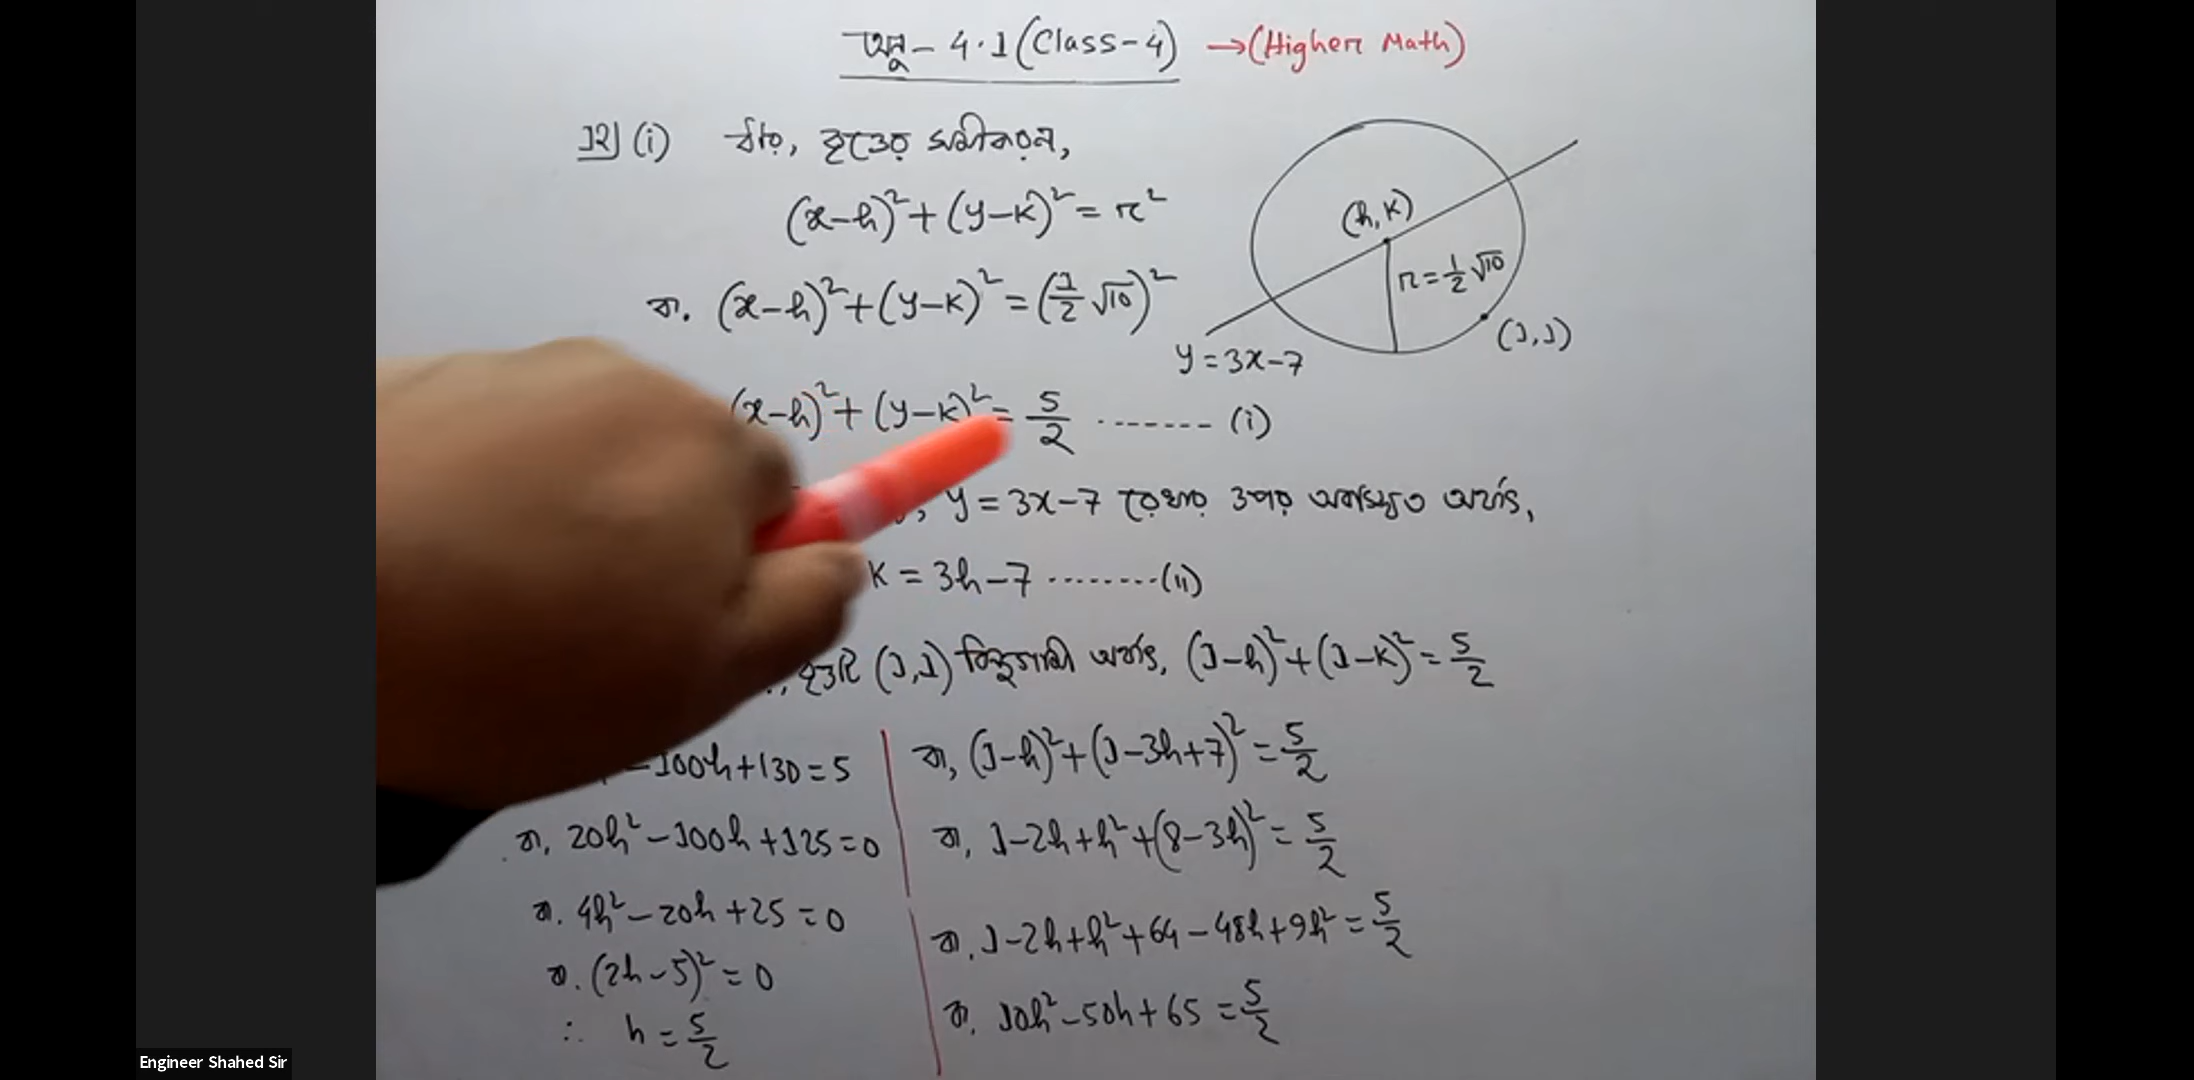 অনু - 4.1 (Class-4) →(Higher Math)
১২৷ (i) ধরি, বৃত্তের সমীকরন,
(x-h)²+(y-k)² = r²
বা, (x-h)²+(y-k)² = (1/2 √10)²
(x-h)²+(y-k)² = 5/2 ....... (i)
(h,k)
r = 1/2 √10
(1,1)
y = 3x-7
, y = 3x-7 রেখার উপর অবস্থিত অর্থাৎ,
k = 3h-7 ........(ii)
বৃত্তটি (1,1) বিন্দুগামী অর্থাৎ, (1-h)²+(1-k)² = 5/2
বা, (1-h)²+(1-3h+7)² = 5/2
বা, 1-2h+h²+(8-3h)² = 5/2
বা, 1-2h+h²+64-48h+9h² = 5/2
বা, 10h²-50h+65 = 5/2
-100h+130 = 5
বা, 20h²-100h+125 = 0
বা, 4h²-20h+25 = 0
বা, (2h-5)² = 0
∴ h = 5/2
Engineer Shahed Sir